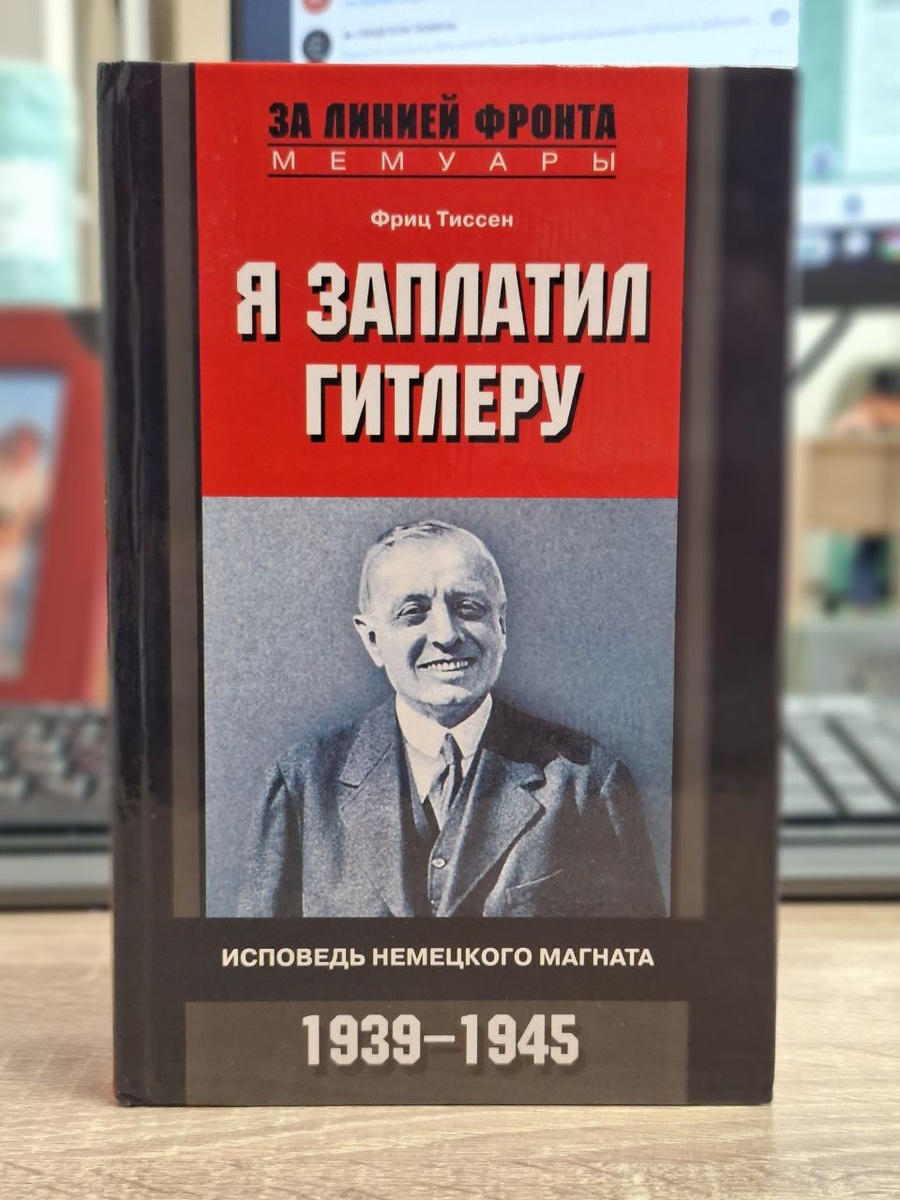 ЗА ЛИНИЕЙ ФРОНТА
МЕМУАРЫ
Фриц Тиссен
Я ЗАПЛАТИЛ
ГИТЛЕРУ
ИСПОВЕДЬ НЕМЕЦКОГО МАГНАТА
1939–1945